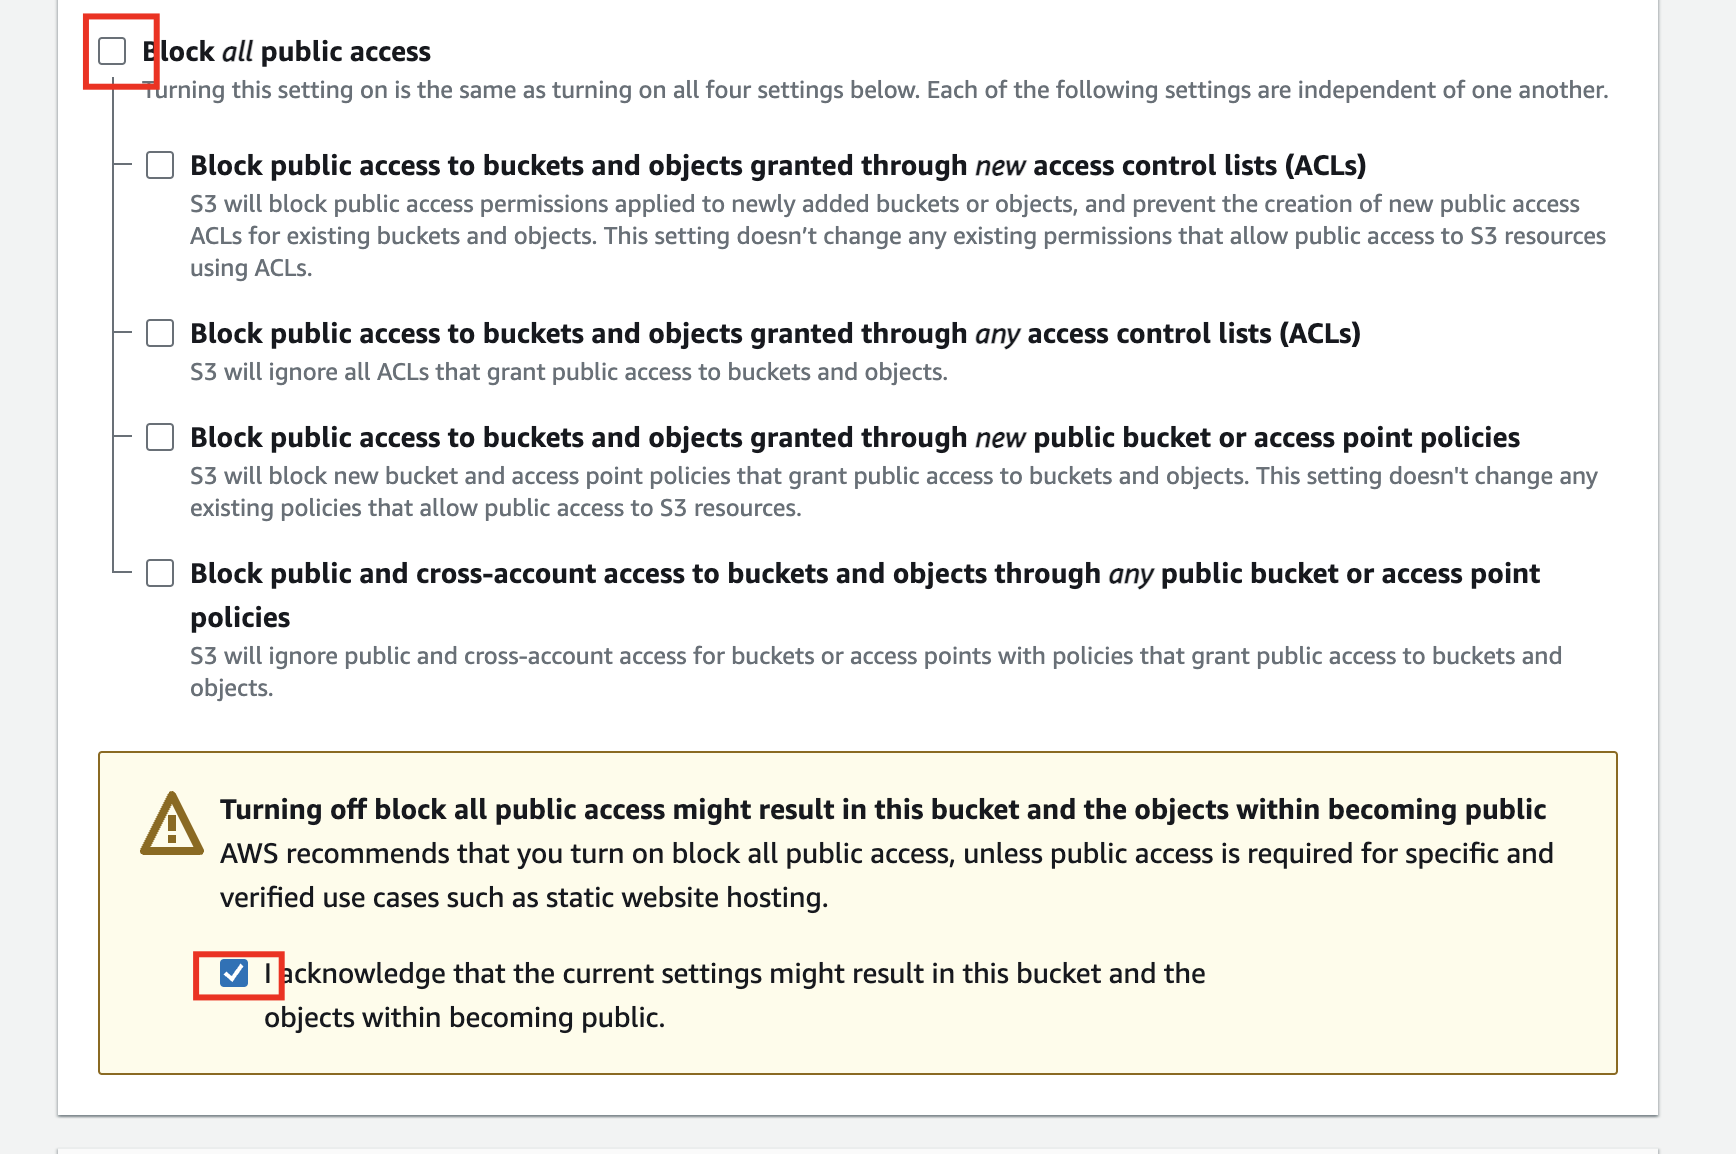 Block all public access
Turning this setting on is the same as turning on all four settings below. Each of the following settings are independent of one another.
Block public access to buckets and objects granted through new access control lists (ACLs)
S3 will block public access permissions applied to newly added buckets or objects, and prevent the creation of new public access
ACLs for existing buckets and objects. This setting doesn’t change any existing permissions that allow public access to S3 resources
using ACLs.
Block public access to buckets and objects granted through any access control lists (ACLs)
S3 will ignore all ACLs that grant public access to buckets and objects.
Block public access to buckets and objects granted through new public bucket or access point policies
S3 will block new bucket and access point policies that grant public access to buckets and objects. This setting doesn't change any
existing policies that allow public access to S3 resources.
Block public and cross-account access to buckets and objects through any public bucket or access point
policies
S3 will ignore public and cross-account access for buckets or access points with policies that grant public access to buckets and
objects.
Turning off block all public access might result in this bucket and the objects within becoming public
AWS recommends that you turn on block all public access, unless public access is required for specific and
verified use cases such as static website hosting.
I acknowledge that the current settings might result in this bucket and the
objects within becoming public.